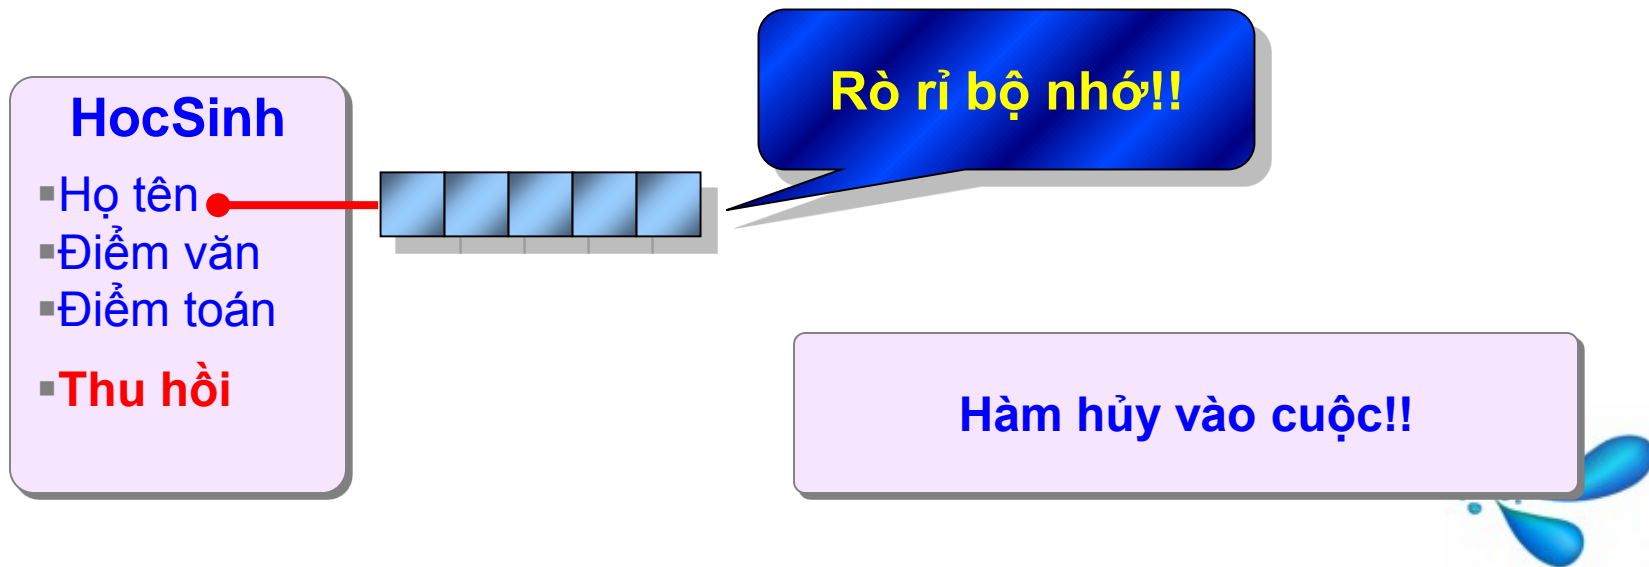 HocSinh
Họ tên
Điểm văn
Điểm toán
Thu hồi
Rò rỉ bộ nhớ!!
Hàm hủy vào cuộc!!